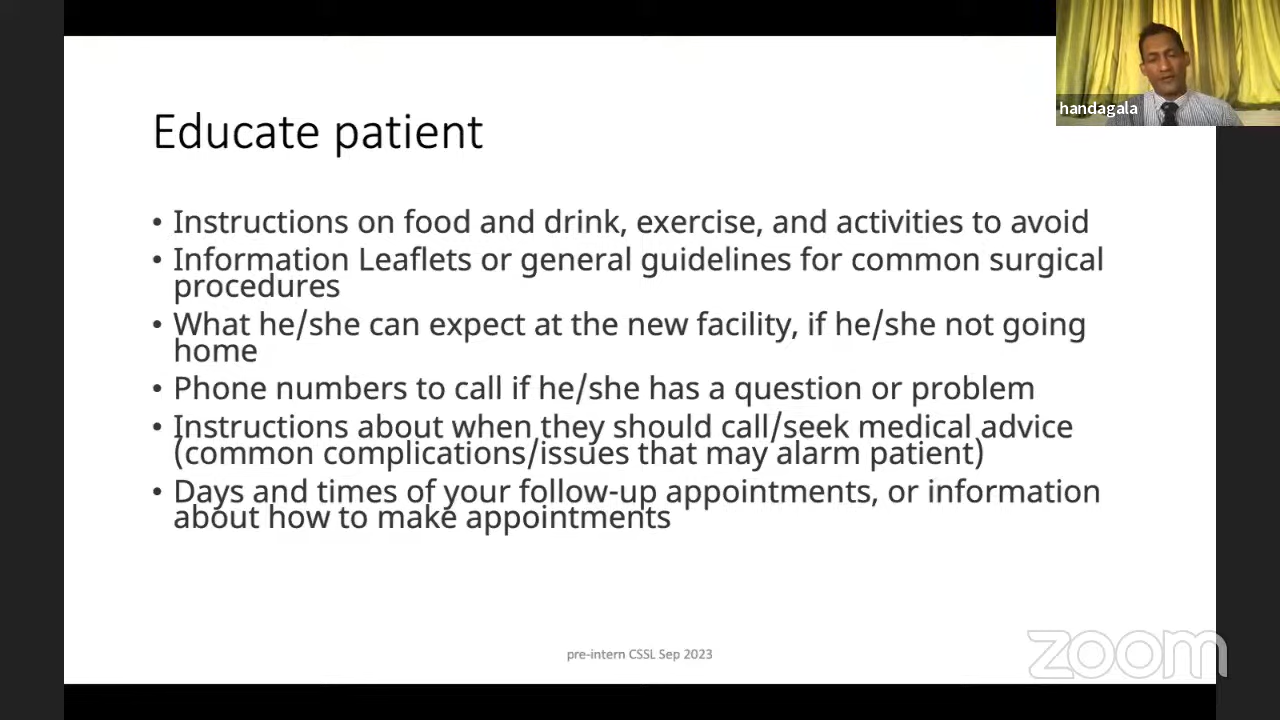 handagala
Educate patient
• Instructions on food and drink, exercise, and activities to avoid
• Information Leaflets or general guidelines for common surgical
procedures
• What he/she can expect at the new facility, if he/she not going
home
• Phone numbers to call if he/she has a question or problem
• Instructions about when they should call/seek medical advice
(common complications/issues that may alarm patient)
• Days and times of your follow-up appointments, or information
about how to make appointments
pre-intern CSSL Sep 2023
zoom